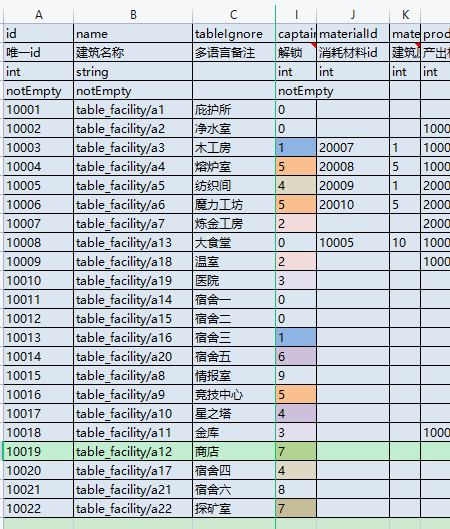 A B C I J K
id name tableIgnore captain materialId mate prod
唯一id 建筑名称 多语言备注 解锁 消耗材料id 建筑
int string int int int int
notEmpty notEmpty notEmpty
10001 table_facility/a1 庇护所 0
10002 table_facility/a2 净水室 0 1000
10003 table_facility/a3 木工房 1 20007 1 1000
10004 table_facility/a4 熔炉室 5 20008 5 1000
10005 table_facility/a5 纺织间 4 20009 1 2000
10006 table_facility/a6 魔力工坊 5 20010 5 2000
10007 table_facility/a7 炼金工房 2 2000
10008 table_facility/a13 大食堂 0 10005 10 1000
10009 table_facility/a18 温室 2 1000
10010 table_facility/a19 医院 3
10011 table_facility/a14 宿舍一 0
10012 table_facility/a15 宿舍二 0
10013 table_facility/a16 宿舍三 1
10014 table_facility/a20 宿舍五 6
10015 table_facility/a8 情报室 9
10016 table_facility/a9 竞技中心 5
10017 table_facility/a10 星之塔 4
10018 table_facility/a11 金库 3 1000
10019 table_facility/a12 商店 7
10020 table_facility/a17 宿舍四 4
10021 table_facility/a21 宿舍六 8
10022 table_facility/a22 探矿室 7